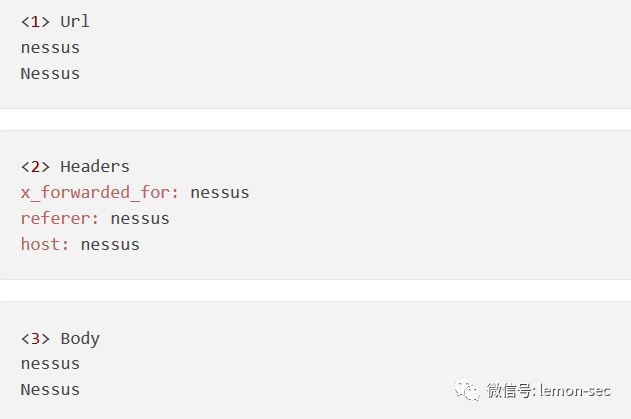 <1> Url
nessus
Nessus
<2> Headers
x_forwarded_for: nessus
referer: nessus
host: nessus
<3> Body
nessus
Nessus
微信号: lemon-sec